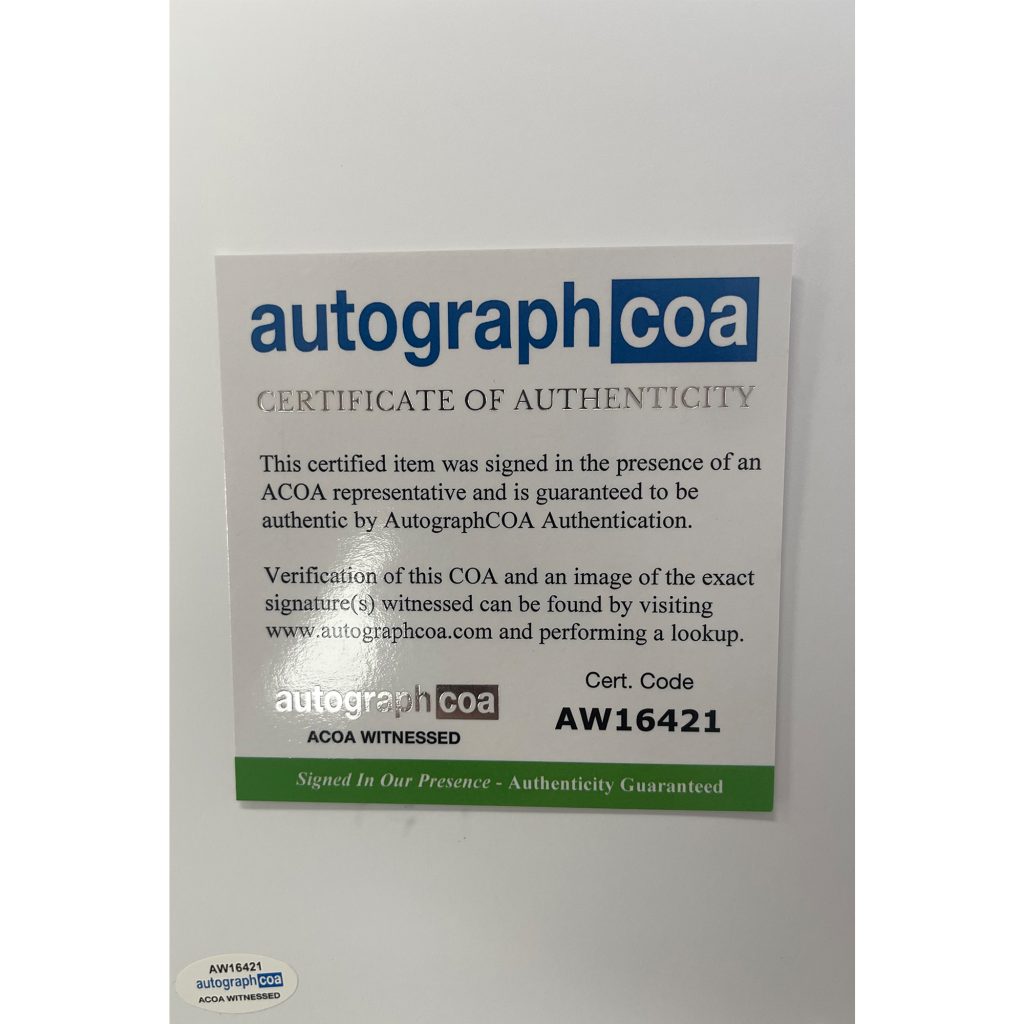 autographcoa
CERTIFICATE OF AUTHENTICITY
This certified item was signed in the presence of an
ACOA representative and is guaranteed to be
authentic by AutographCOA Authentication.
Verification of this COA and an image of the exact
signature(s) witnessed can be found by visiting
www.autographcoa.com and performing a lookup.
autographcoa
ACOA WITNESSED
Cert. Code
AW16421
Signed In Our Presence - Authenticity Guaranteed
AW16421
autographcoa
ACOA WITNESSED